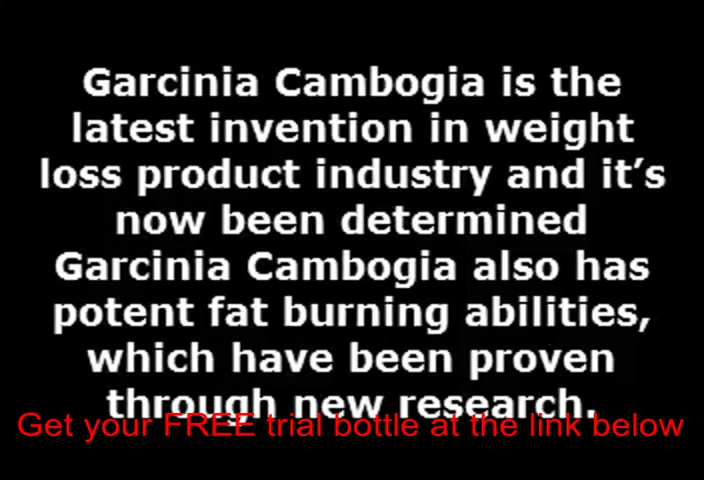 Garcinia Cambogia is the
latest invention in weight
loss product industry and it’s
now been determined
Garcinia Cambogia also has
potent fat burning abilities,
which have been proven
through new research.
Get your FREE trial bottle at the link below